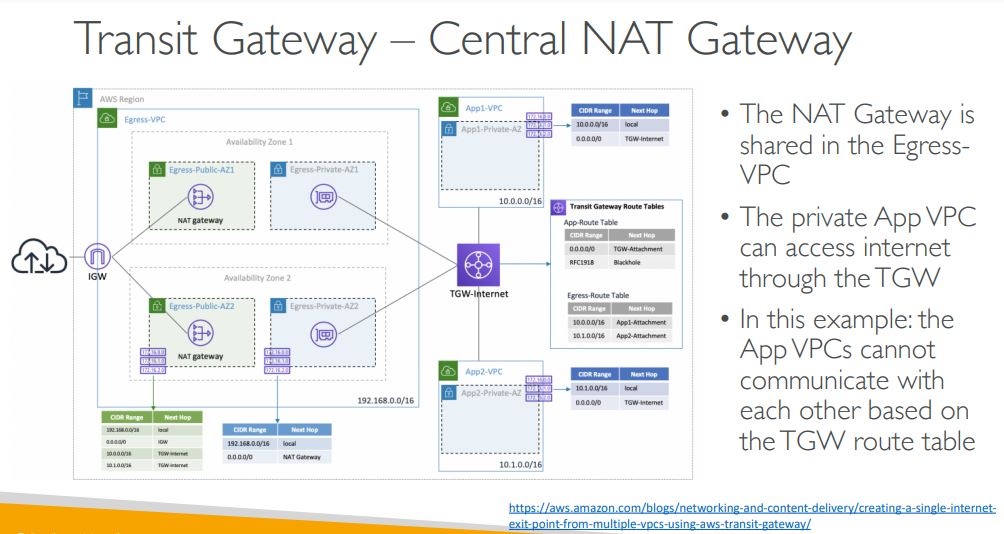 Transit Gateway – Central NAT Gateway
AWS Region
Egress-VPC
Availability Zone 1
Egress-Public-AZ1
NAT gateway
Egress-Private-AZ1
IGW
Availability Zone 2
Egress-Public-AZ2
NAT gateway
Egress-Private-AZ2
192.168.0.0/16
CIDR Range Next Hop
192.168.0.0/16 local
0.0.0.0/0 IGW
10.0.0.0/16 TGW-Internet
10.1.0.0/16 TGW-Internet
CIDR Range Next Hop
192.168.0.0/16 local
0.0.0.0/0 NAT Gateway
TGW-Internet
App1-VPC
App1-Private-AZ
10.0.0.0/16
CIDR Range Next Hop
10.0.0.0/16 local
0.0.0.0/0 TGW-Internet
Transit Gateway Route Tables
App-Route Table
CIDR Range Next Hop
0.0.0.0/0 TGW-Attachment
RFC1918 Blackhole
Egress-Route Table
CIDR Range Next Hop
10.0.0.0/16 App1-Attachment
10.1.0.0/16 App2-Attachment
App2-VPC
App2-Private-AZ
10.1.0.0/16
CIDR Range Next Hop
10.1.0.0/16 local
0.0.0.0/0 TGW-Internet
• The NAT Gateway is
shared in the Egress-
VPC
• The private App VPC
can access internet
through the TGW
• In this example: the
App VPCs cannot
communicate with
each other based on
the TGW route table
https://aws.amazon.com/blogs/networking-and-content-delivery/creating-a-single-internet-
exit-point-from-multiple-vpcs-using-aws-transit-gateway/